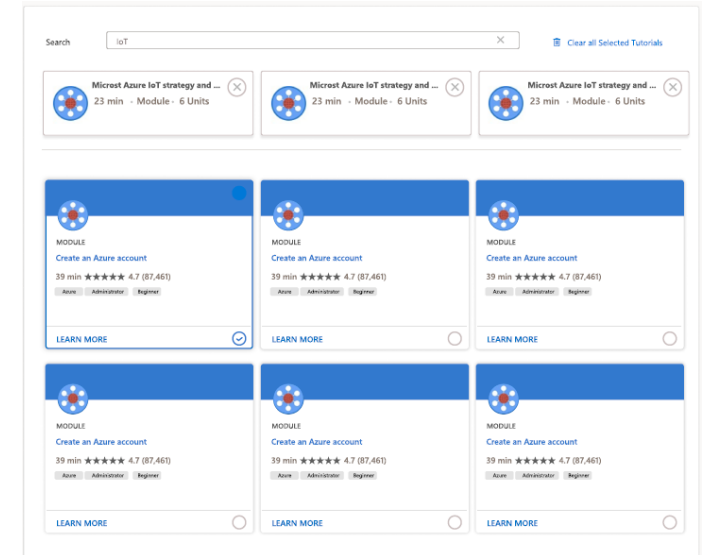 Search
IoT
Clear all Selected Tutorials
Microst Azure IoT strategy and ...
23 min - Module - 6 Units
Microst Azure IoT strategy and ...
23 min - Module - 6 Units
Microst Azure IoT strategy and ...
23 min - Module - 6 Units
MODULE
Create an Azure account
39 min ★★★★★ 4.7 (87,461)
Azure Administrator Beginner
LEARN MORE
MODULE
Create an Azure account
39 min ★★★★★ 4.7 (87,461)
Azure Administrator Beginner
LEARN MORE
MODULE
Create an Azure account
39 min ★★★★★ 4.7 (87,461)
Azure Administrator Beginner
LEARN MORE
MODULE
Create an Azure account
39 min ★★★★★ 4.7 (87,461)
Azure Administrator Beginner
LEARN MORE
MODULE
Create an Azure account
39 min ★★★★★ 4.7 (87,461)
Azure Administrator Beginner
LEARN MORE
MODULE
Create an Azure account
39 min ★★★★★ 4.7 (87,461)
Azure Administrator Beginner
LEARN MORE